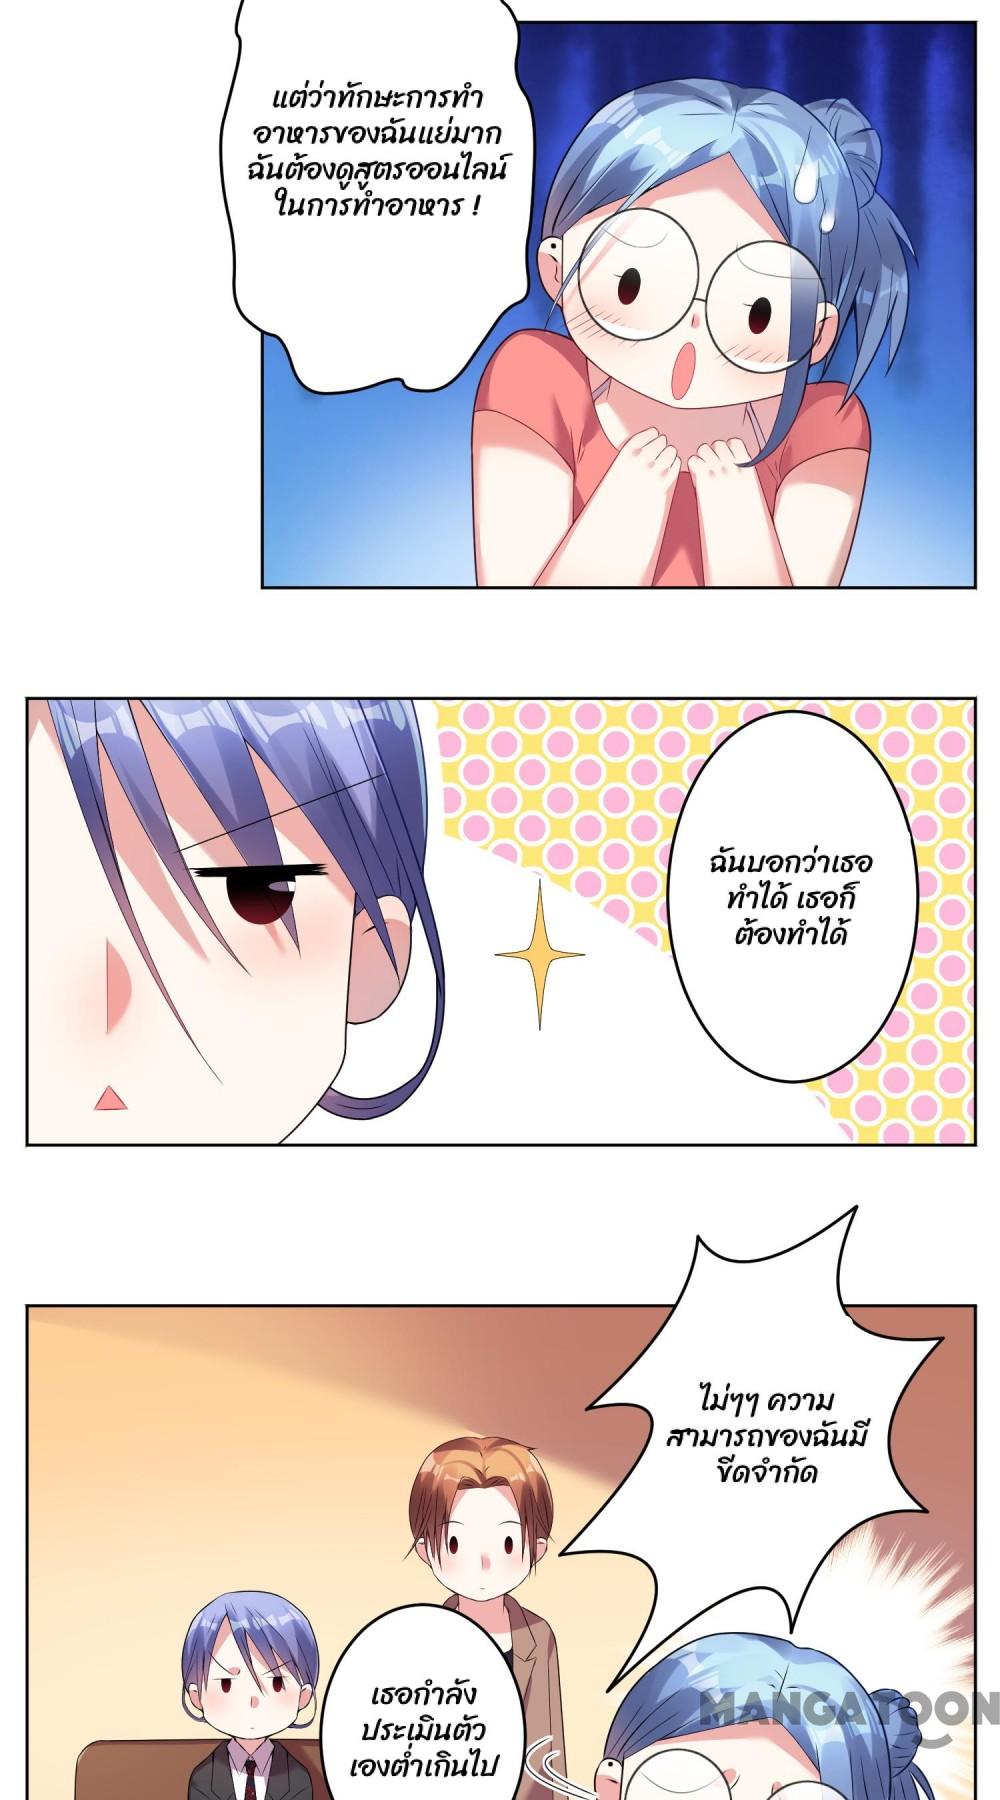 แต่ว่าทักษะการทำ
อาหารของฉันแย่มาก
ฉันต้องดูสูตรออนไลน์
ในการทำอาหาร !
ฉันบอกว่าเธอ
ทำได้ เธอก็
ต้องทำได้
ไม่ๆๆ ความ
สามารถของฉันมี
ขีดจำกัด
เธอกำลัง
ประเมินตัว
เองต่ำเกินไป
MANGATOON